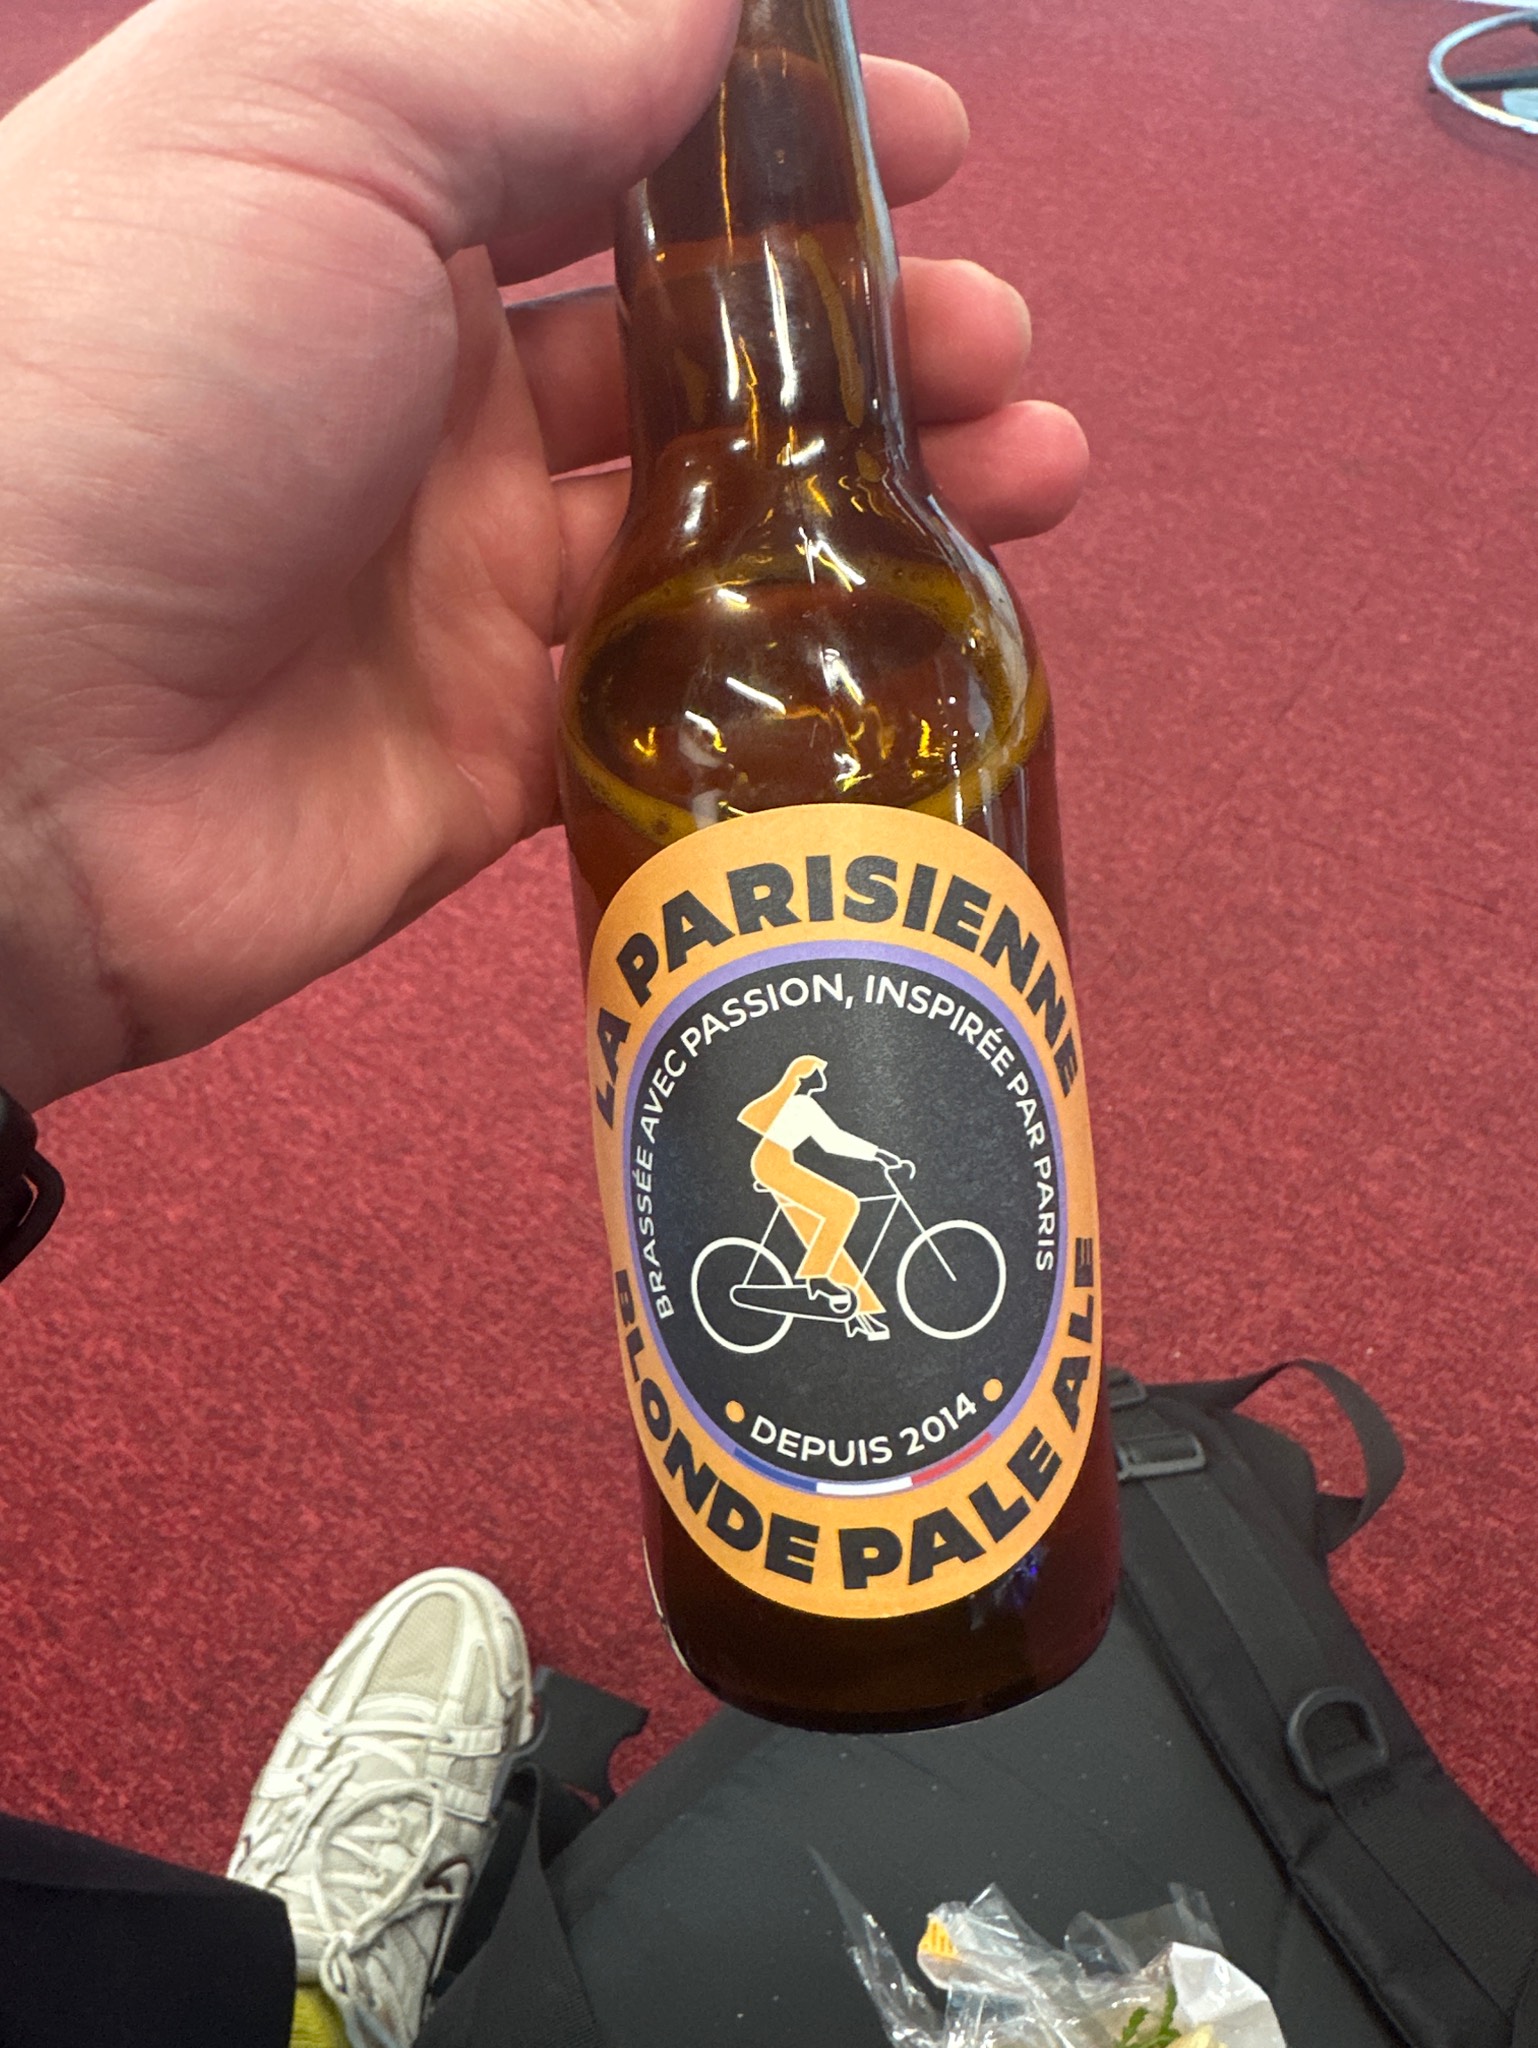 LA PARISIENNE
BRASSÉE AVEC PASSION, INSPIRÉE PAR PARIS
• DEPUIS 2014 •
BLONDE PALE ALE